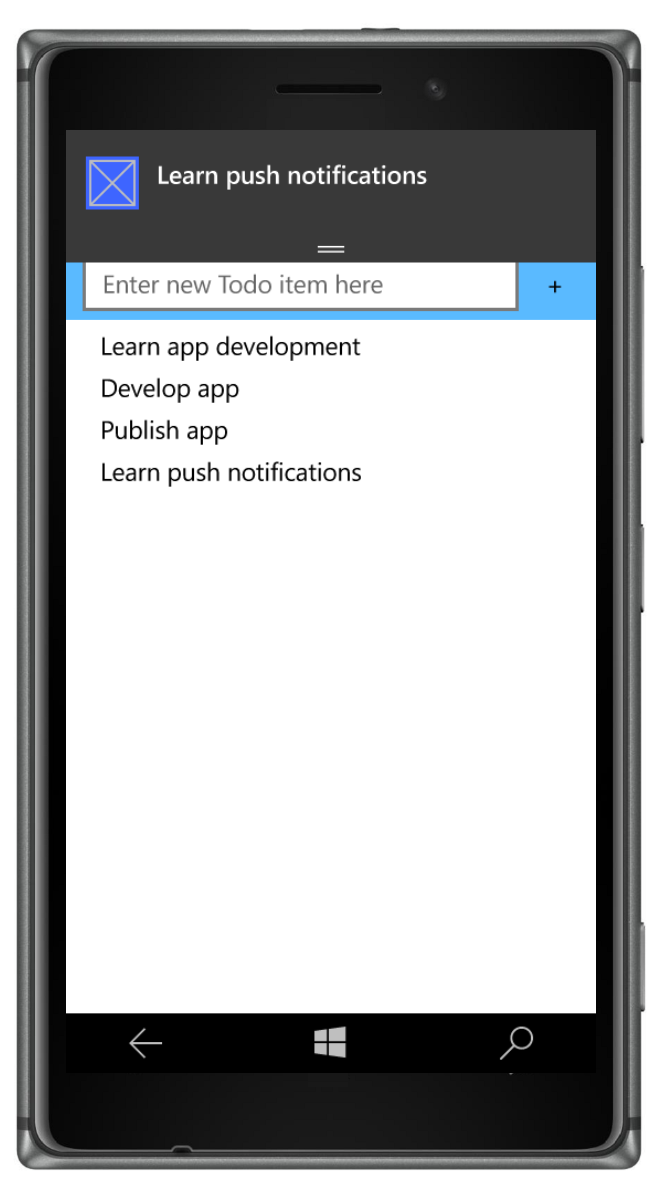 Learn push notifications
Enter new Todo item here
+
Learn app development
Develop app
Publish app
Learn push notifications